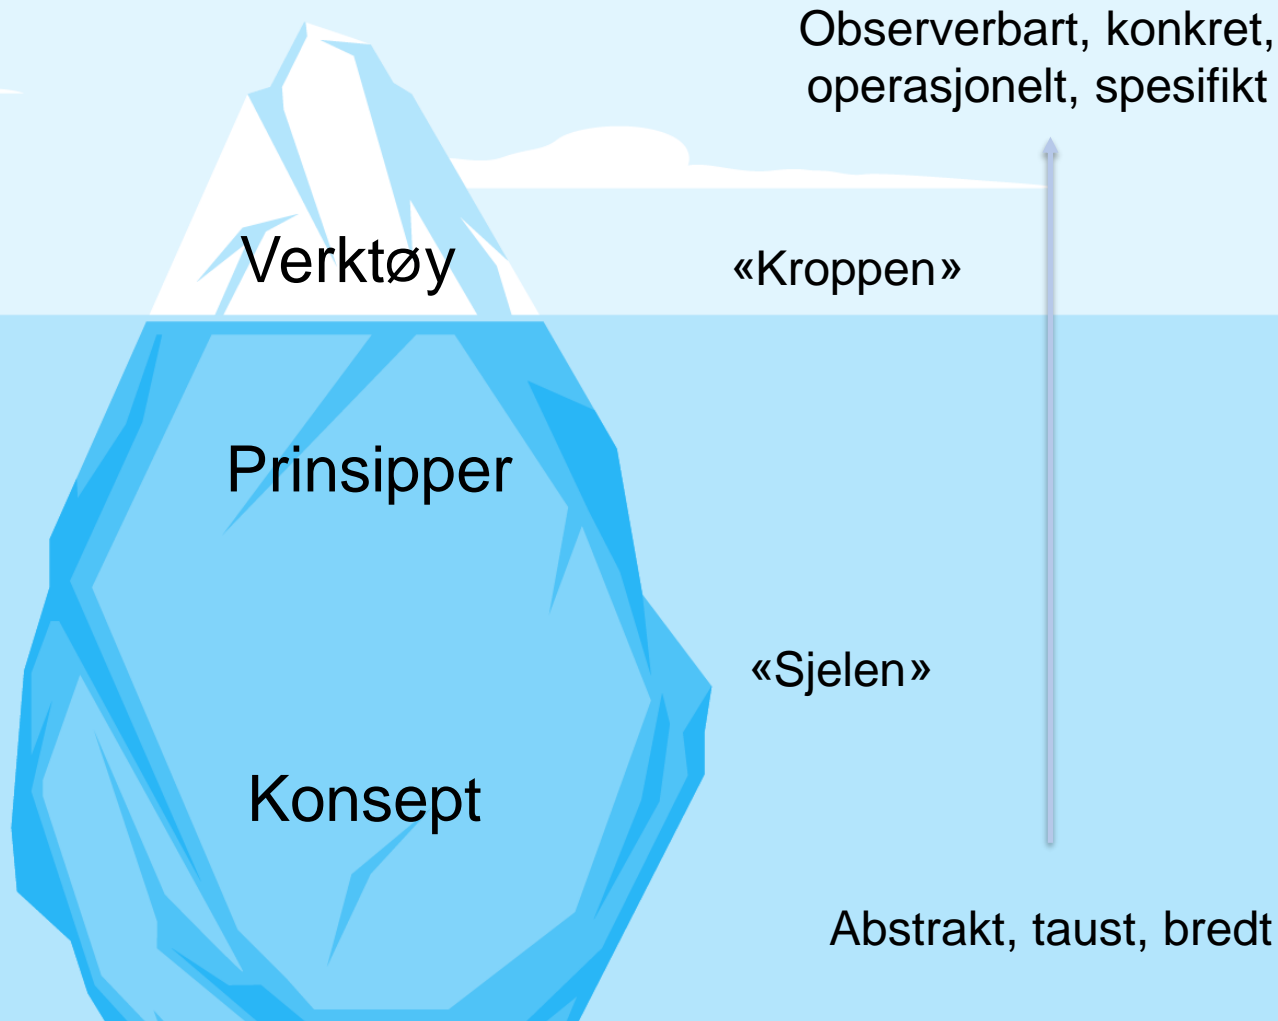 Observerbart, konkret,
operasjonelt, spesifikt
Verktøy
«Kroppen»
Prinsipper
«Sjelen»
Konsept
Abstrakt, taust, bredt